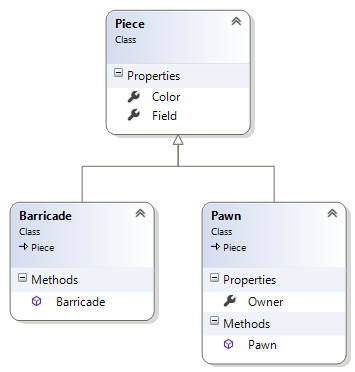 Piece
Class
Properties
Color
Field
Barricade
Class
Piece
Methods
Barricade
Pawn
Class
Piece
Properties
Owner
Methods
Pawn